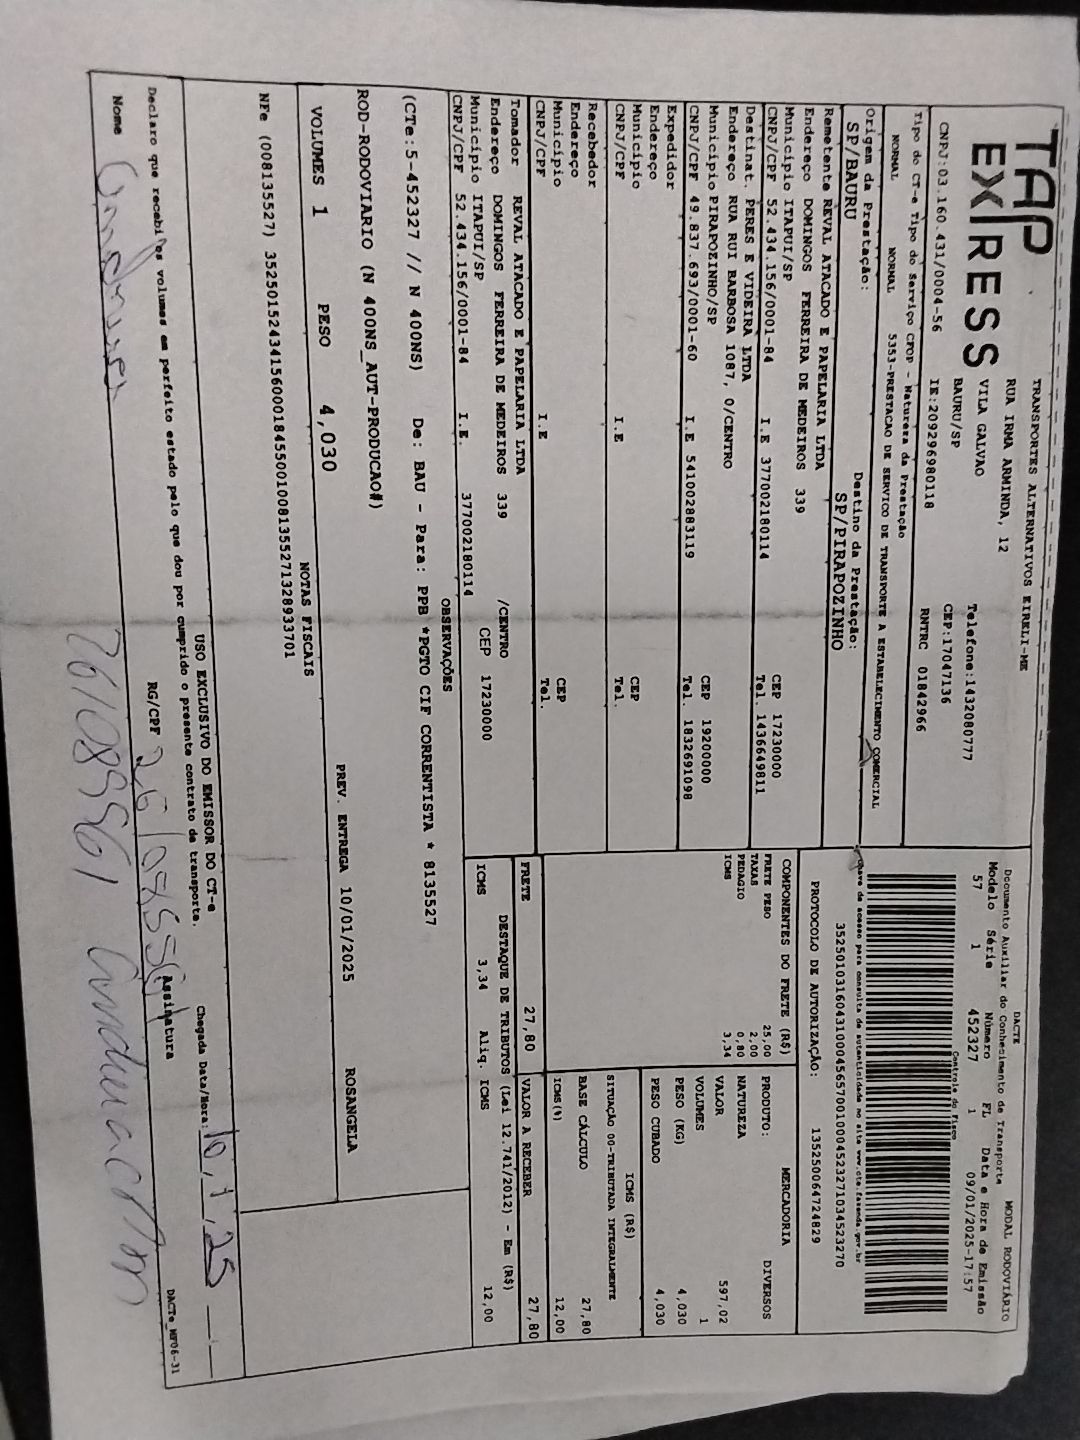 TAP
EXPRESS
TRANSPORTES ALTERNATIVOS EIRELI-ME
RUA IRMA ARMINDA, 12
VILA GALVAO
BAURU/SP
Telefone:1432080777
CEP:17047136
CNPJ:03.160.431/0004-56 IE:209296980118 RNTRC 01842966
DACTE
Documento Auxiliar do Conhecimento de Transporte
MODAL RODOVIÁRIO
Modelo Série Número FL Data e Hora de Emissão
57 1 452327 1 09/01/2025-17:57
Controle do Fisco
Tipo do CT-e Tipo do Serviço CFOP - Natureza da Prestação
NORMAL NORMAL 5353-PRESTACAO DE SERVICO DE TRANSPORTE A ESTABELECIMENTO COMERCIAL
Chave de acesso para consulta de autenticidade no site www.cte.fazenda.gov.br
35250103160431000456570010004523271034523270
Origem da Prestação: Destino da Prestação:
SP/BAURU SP/PIRAPOZINHO
PROTOCOLO DE AUTORIZAÇÃO: 135250064724829
Remetente REVAL ATACADO E PAPELARIA LTDA
Endereço DOMINGOS FERREIRA DE MEDEIROS 339
Município ITAPUI/SP CEP 17230000
CNPJ/CPF 52.434.156/0001-84 I.E 377002180114 Tel. 1436649811
Destinat. PERES E VIDEIRA LTDA
Endereço RUA RUI BARBOSA 1087, 0/CENTRO
Município PIRAPOZINHO/SP CEP 19200000
CNPJ/CPF 49.837.693/0001-60 I.E 541002883119 Tel. 1832691098
Expedidor
Endereço
Município CEP
CNPJ/CPF I.E Tel.
Recebedor
Endereço
Município CEP
CNPJ/CPF I.E Tel.
Tomador REVAL ATACADO E PAPELARIA LTDA
Endereço DOMINGOS FERREIRA DE MEDEIROS 339 /CENTRO
Município ITAPUI/SP CEP 17230000
CNPJ/CPF 52.434.156/0001-84 I.E. 377002180114
COMPONENTES DO FRETE (R$)
FRETE PESO 25,00
TAXAS 2,00
PEDAGIO 0,80
ICMS 3,34
MERCADORIA
PRODUTO: DIVERSOS
NATUREZA
VALOR 597,02
VOLUMES 1
PESO (KG) 4,030
PESO CUBADO 4,030
ICMS (R$)
SITUAÇÃO 00-TRIBUTADA INTEGRALMENTE
BASE CÁLCULO 27,80
ICMS(%) 12,00
FRETE 27,80 VALOR A RECEBER 27,80
DESTAQUE DE TRIBUTOS (Lei 12.741/2012) - Em (R$)
ICMS 3,34 Aliq. ICMS 12,00
OBSERVAÇÕES
(CTe:5-452327 // N 400NS) De: BAU - Para: PPB *PGTO CIF CORRENTISTA * 8135527
ROD-RODOVIARIO (N 400NS_AUT-PRODUCAO#)
VOLUMES 1 PESO 4,030 PREV. ENTREGA 10/01/2025 ROSANGELA
NOTAS FISCAIS
NFe (008135527) 35250152434156000184550010081355271328933701
USO EXCLUSIVO DO EMISSOR DO CT-e
Declaro que recebi os volumes em perfeito estado pelo que dou por cumprido o presente contrato de transporte.
Chegada Data/Hora: 10, 1, 25
Nome RG/CPF Assinatura
DACTe_MF06-31